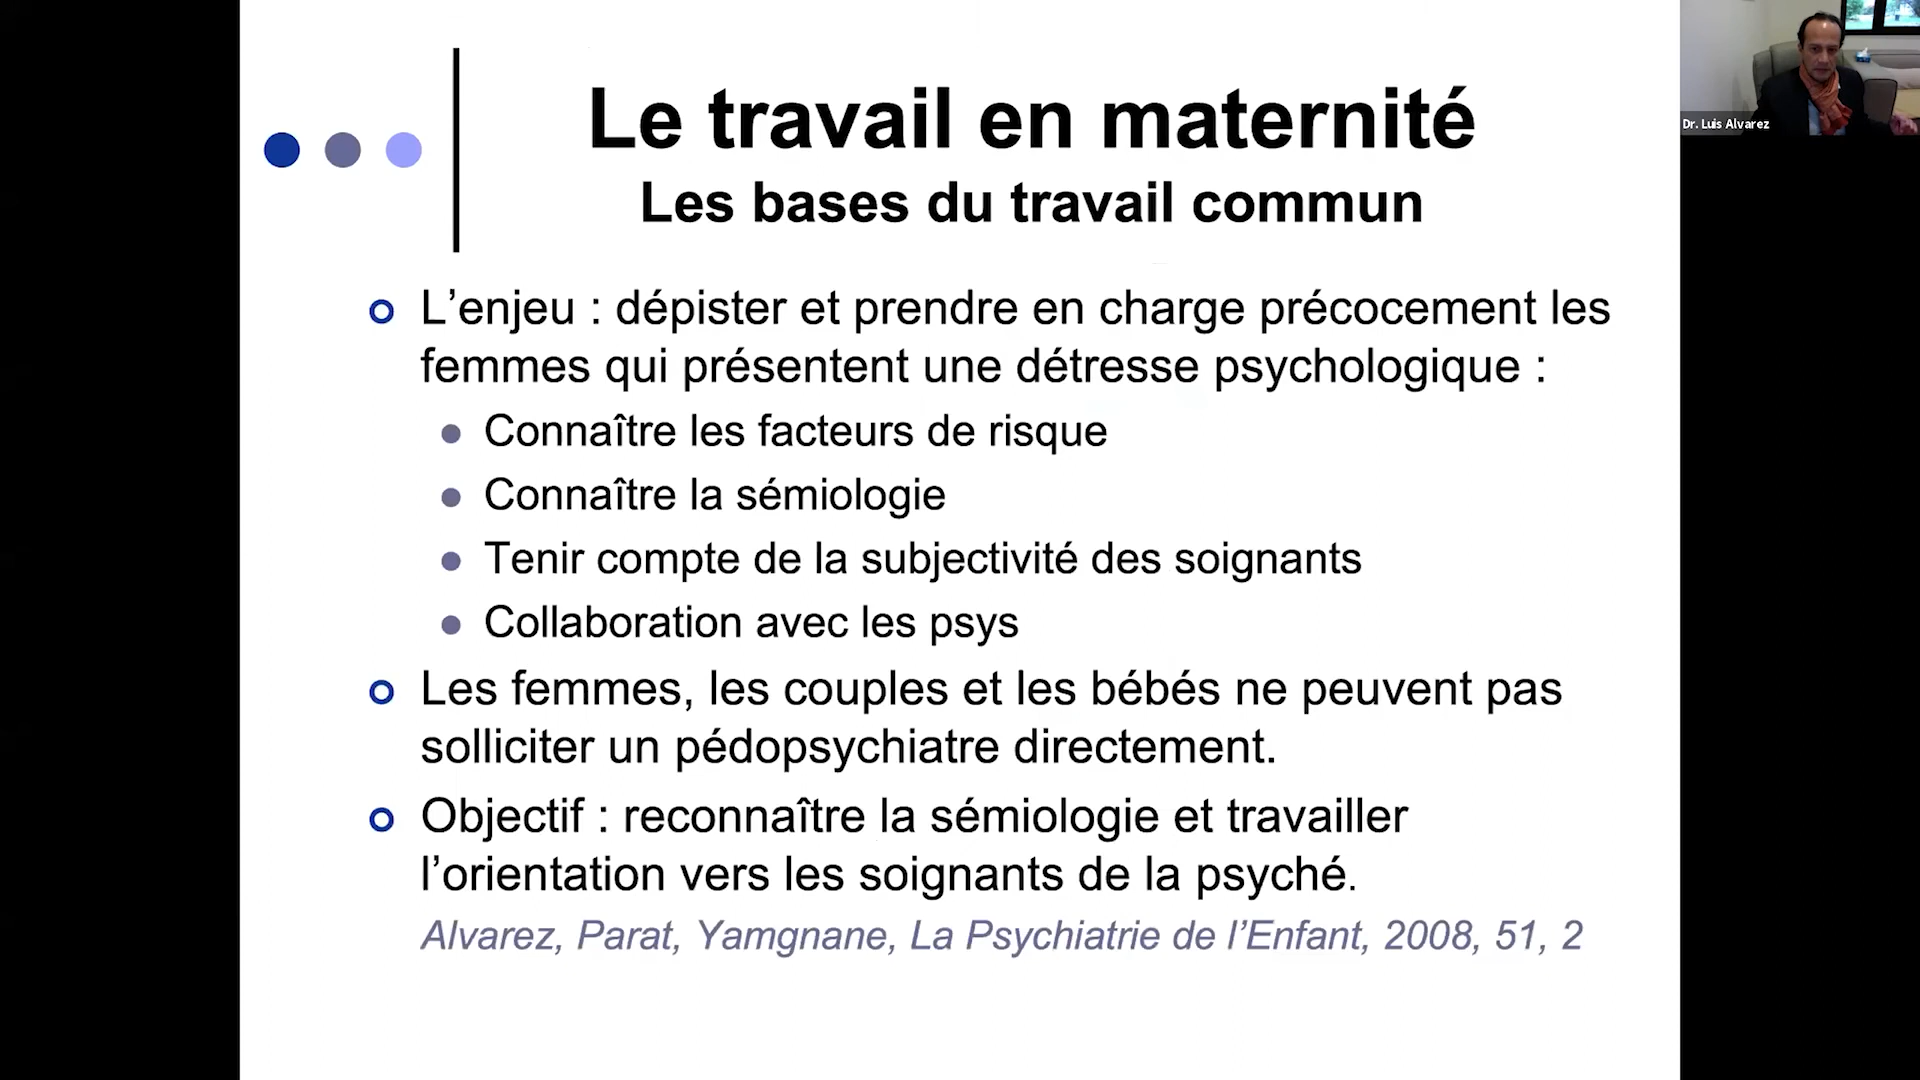 Le travail en maternité
Les bases du travail commun
L’enjeu : dépister et prendre en charge précocement les
femmes qui présentent une détresse psychologique :
Connaître les facteurs de risque
Connaître la sémiologie
Tenir compte de la subjectivité des soignants
Collaboration avec les psys
Les femmes, les couples et les bébés ne peuvent pas
solliciter un pédopsychiatre directement.
Objectif : reconnaître la sémiologie et travailler
l’orientation vers les soignants de la psyché.
Alvarez, Parat, Yamgnane, La Psychiatrie de l’Enfant, 2008, 51, 2
Dr. Luis Alvarez